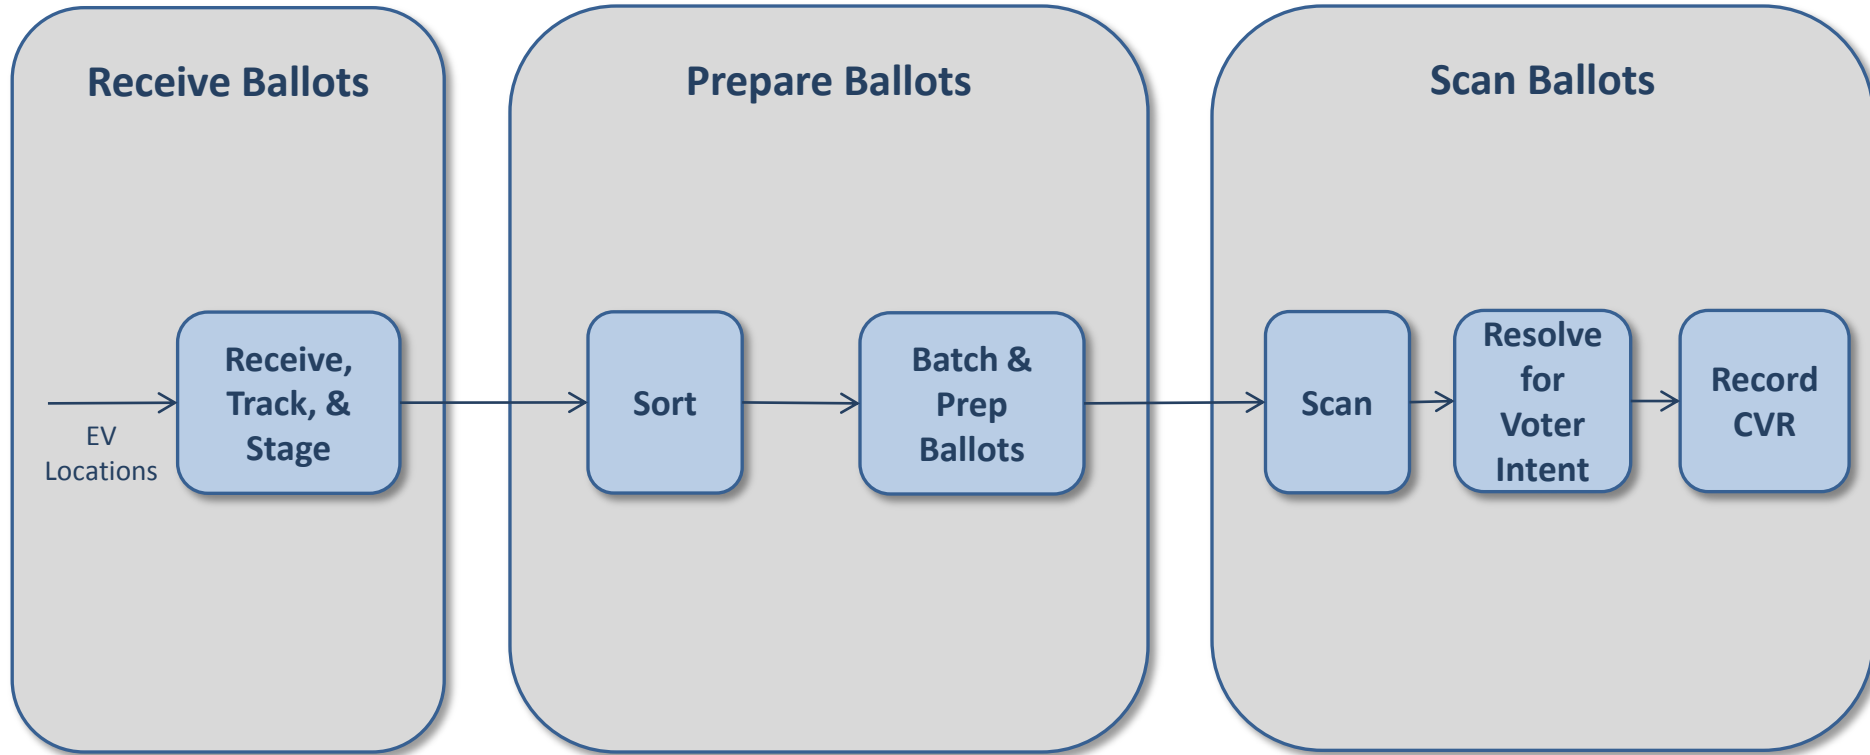 Receive Ballots
Prepare Ballots
Scan Ballots
EV
Locations
Receive,
Track, &
Stage
Sort
Batch &
Prep
Ballots
Scan
Resolve
for
Voter
Intent
Record
CVR